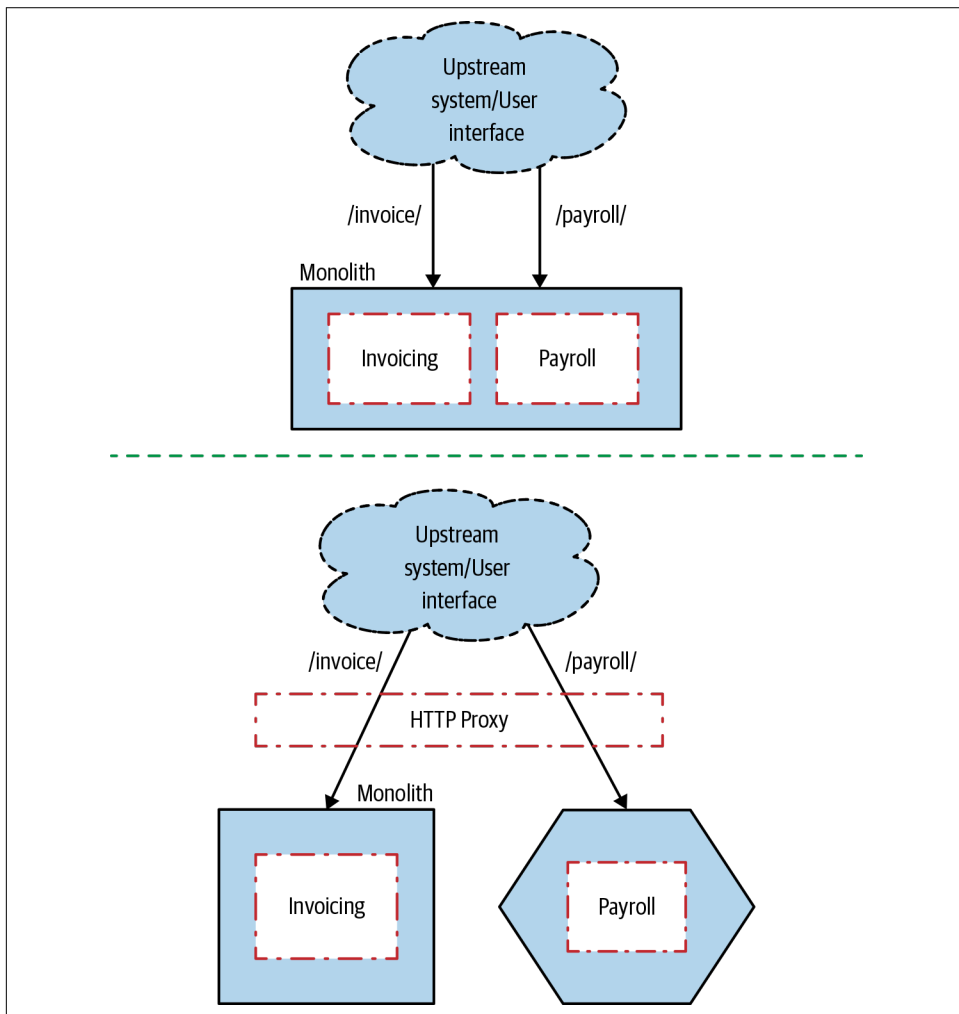 Upstream
system/User
interface
/invoice/
/payroll/
Monolith
Invoicing
Payroll
Upstream
system/User
interface
/invoice/
/payroll/
HTTP Proxy
Monolith
Invoicing
Payroll